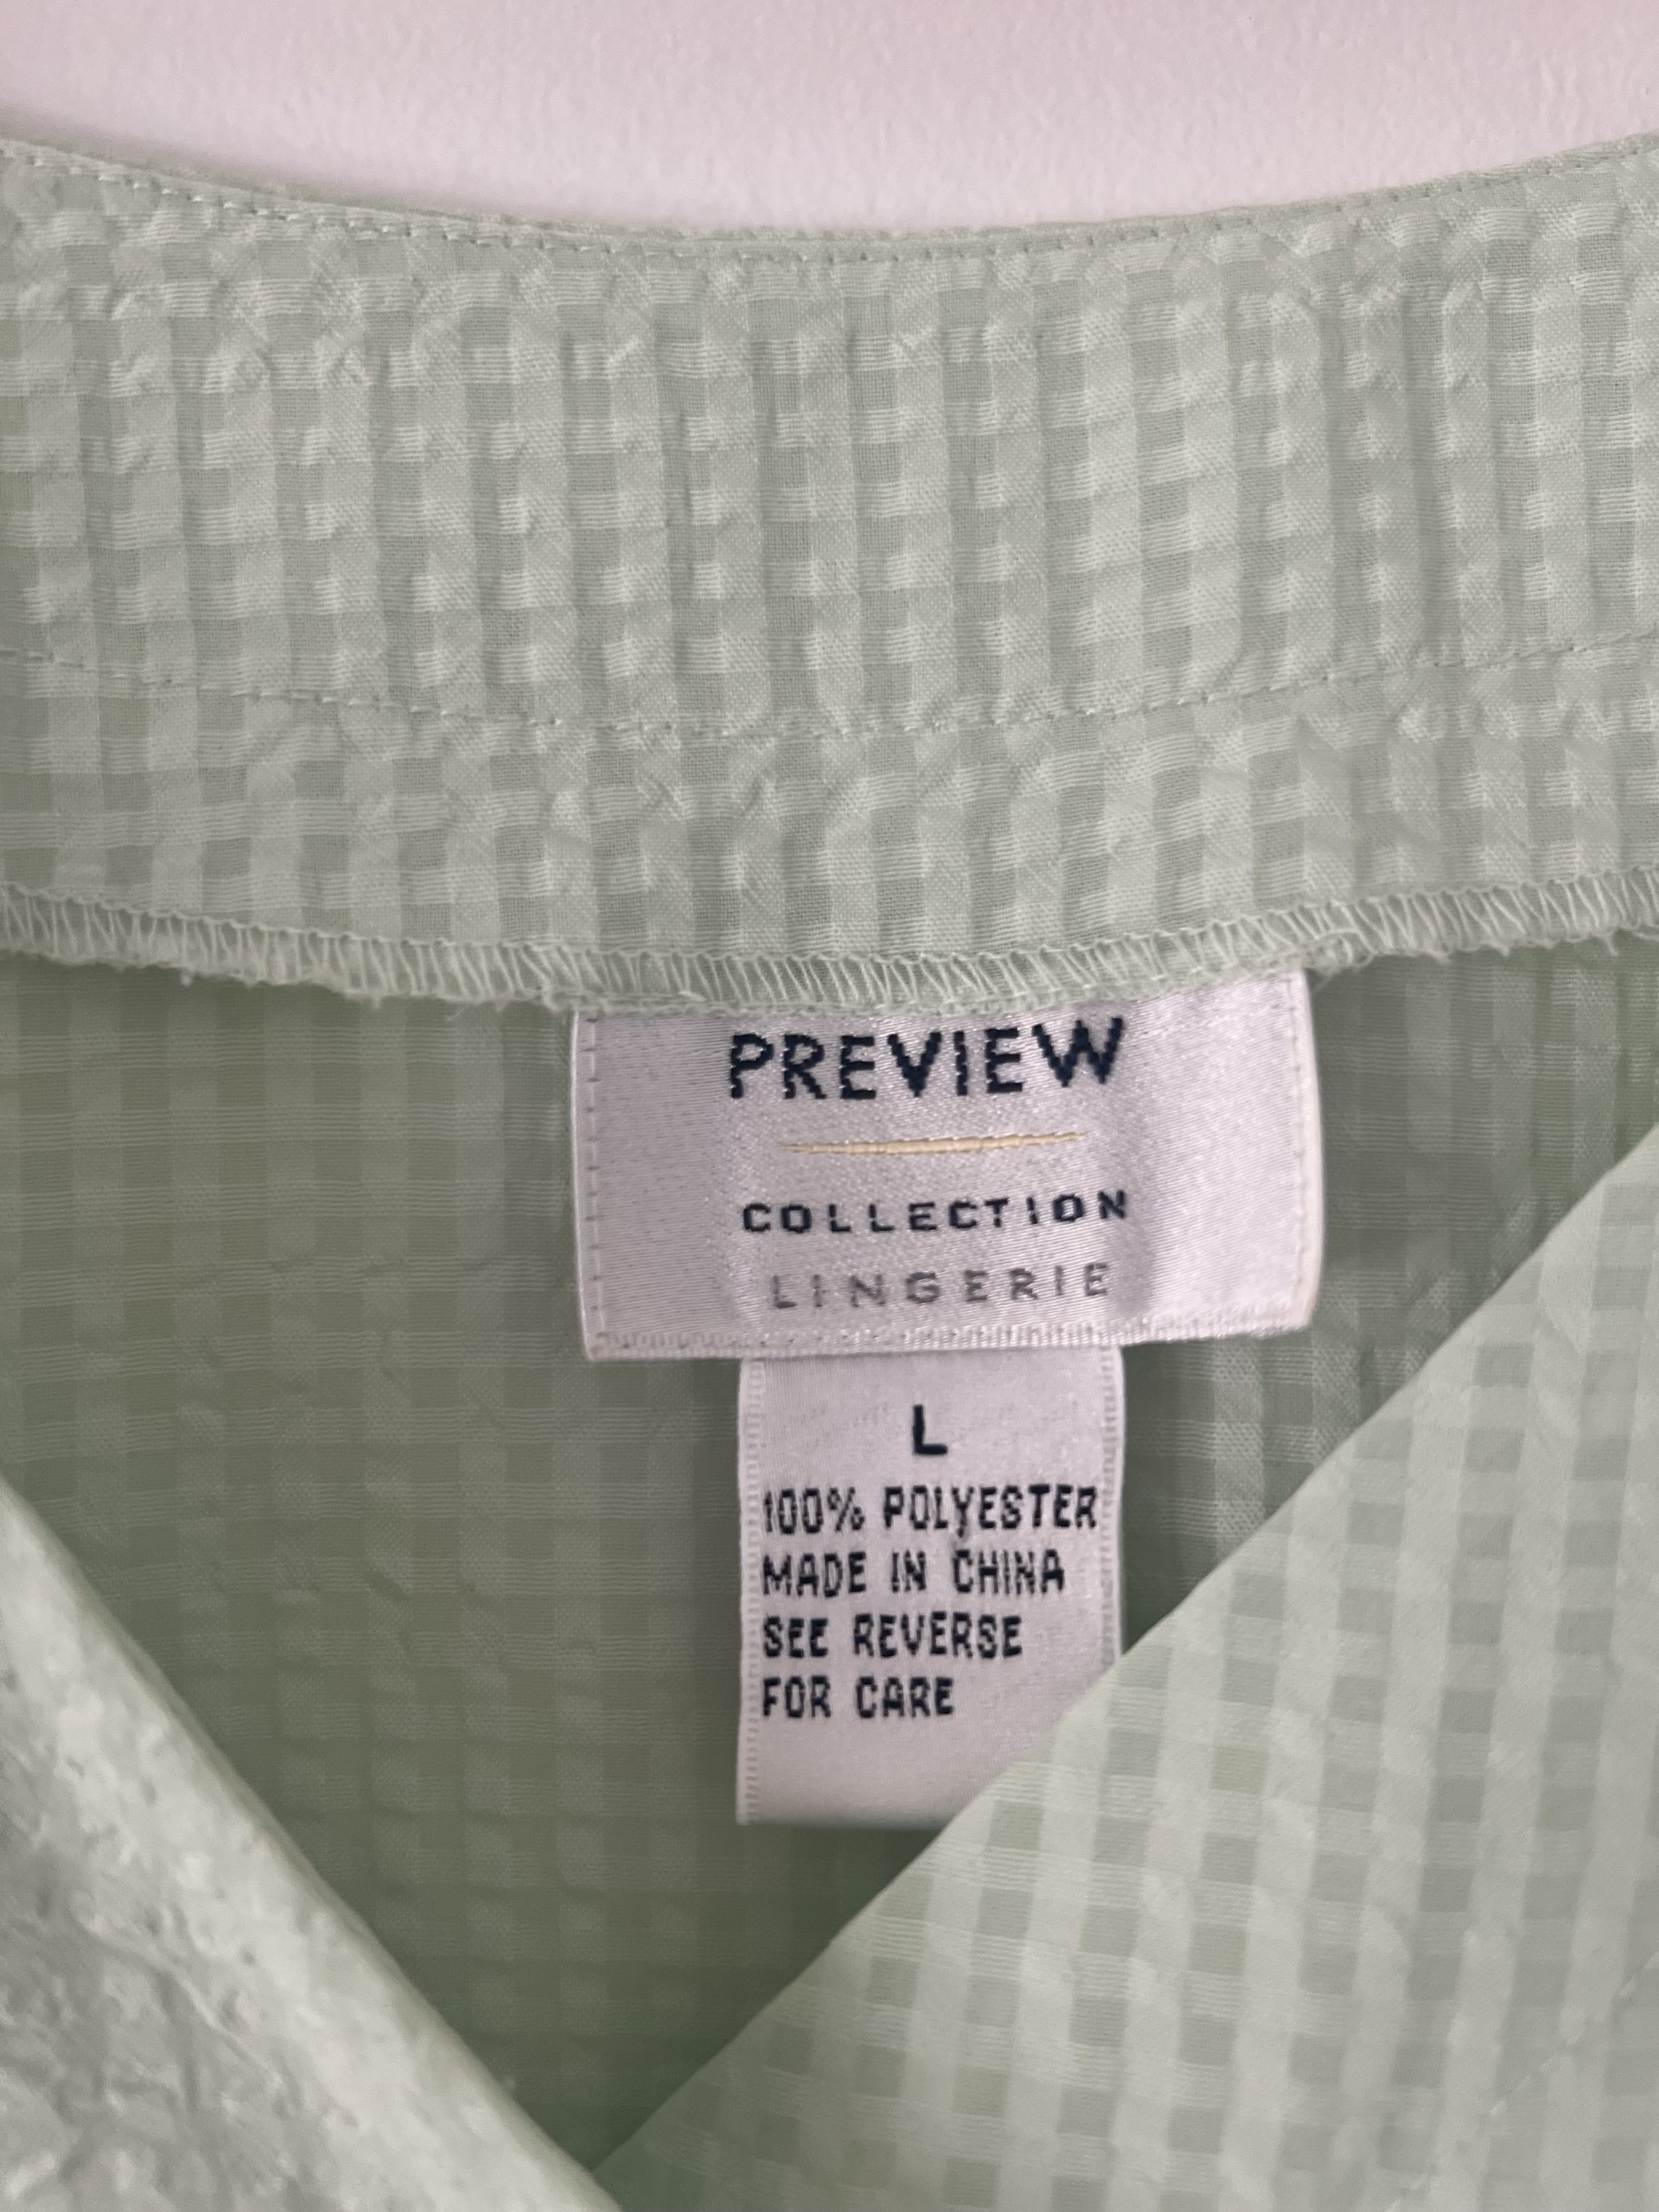 PREVIEW
COLLECTION
LINGERIE
L
100% POLYESTER
MADE IN CHINA
SEE REVERSE
FOR CARE